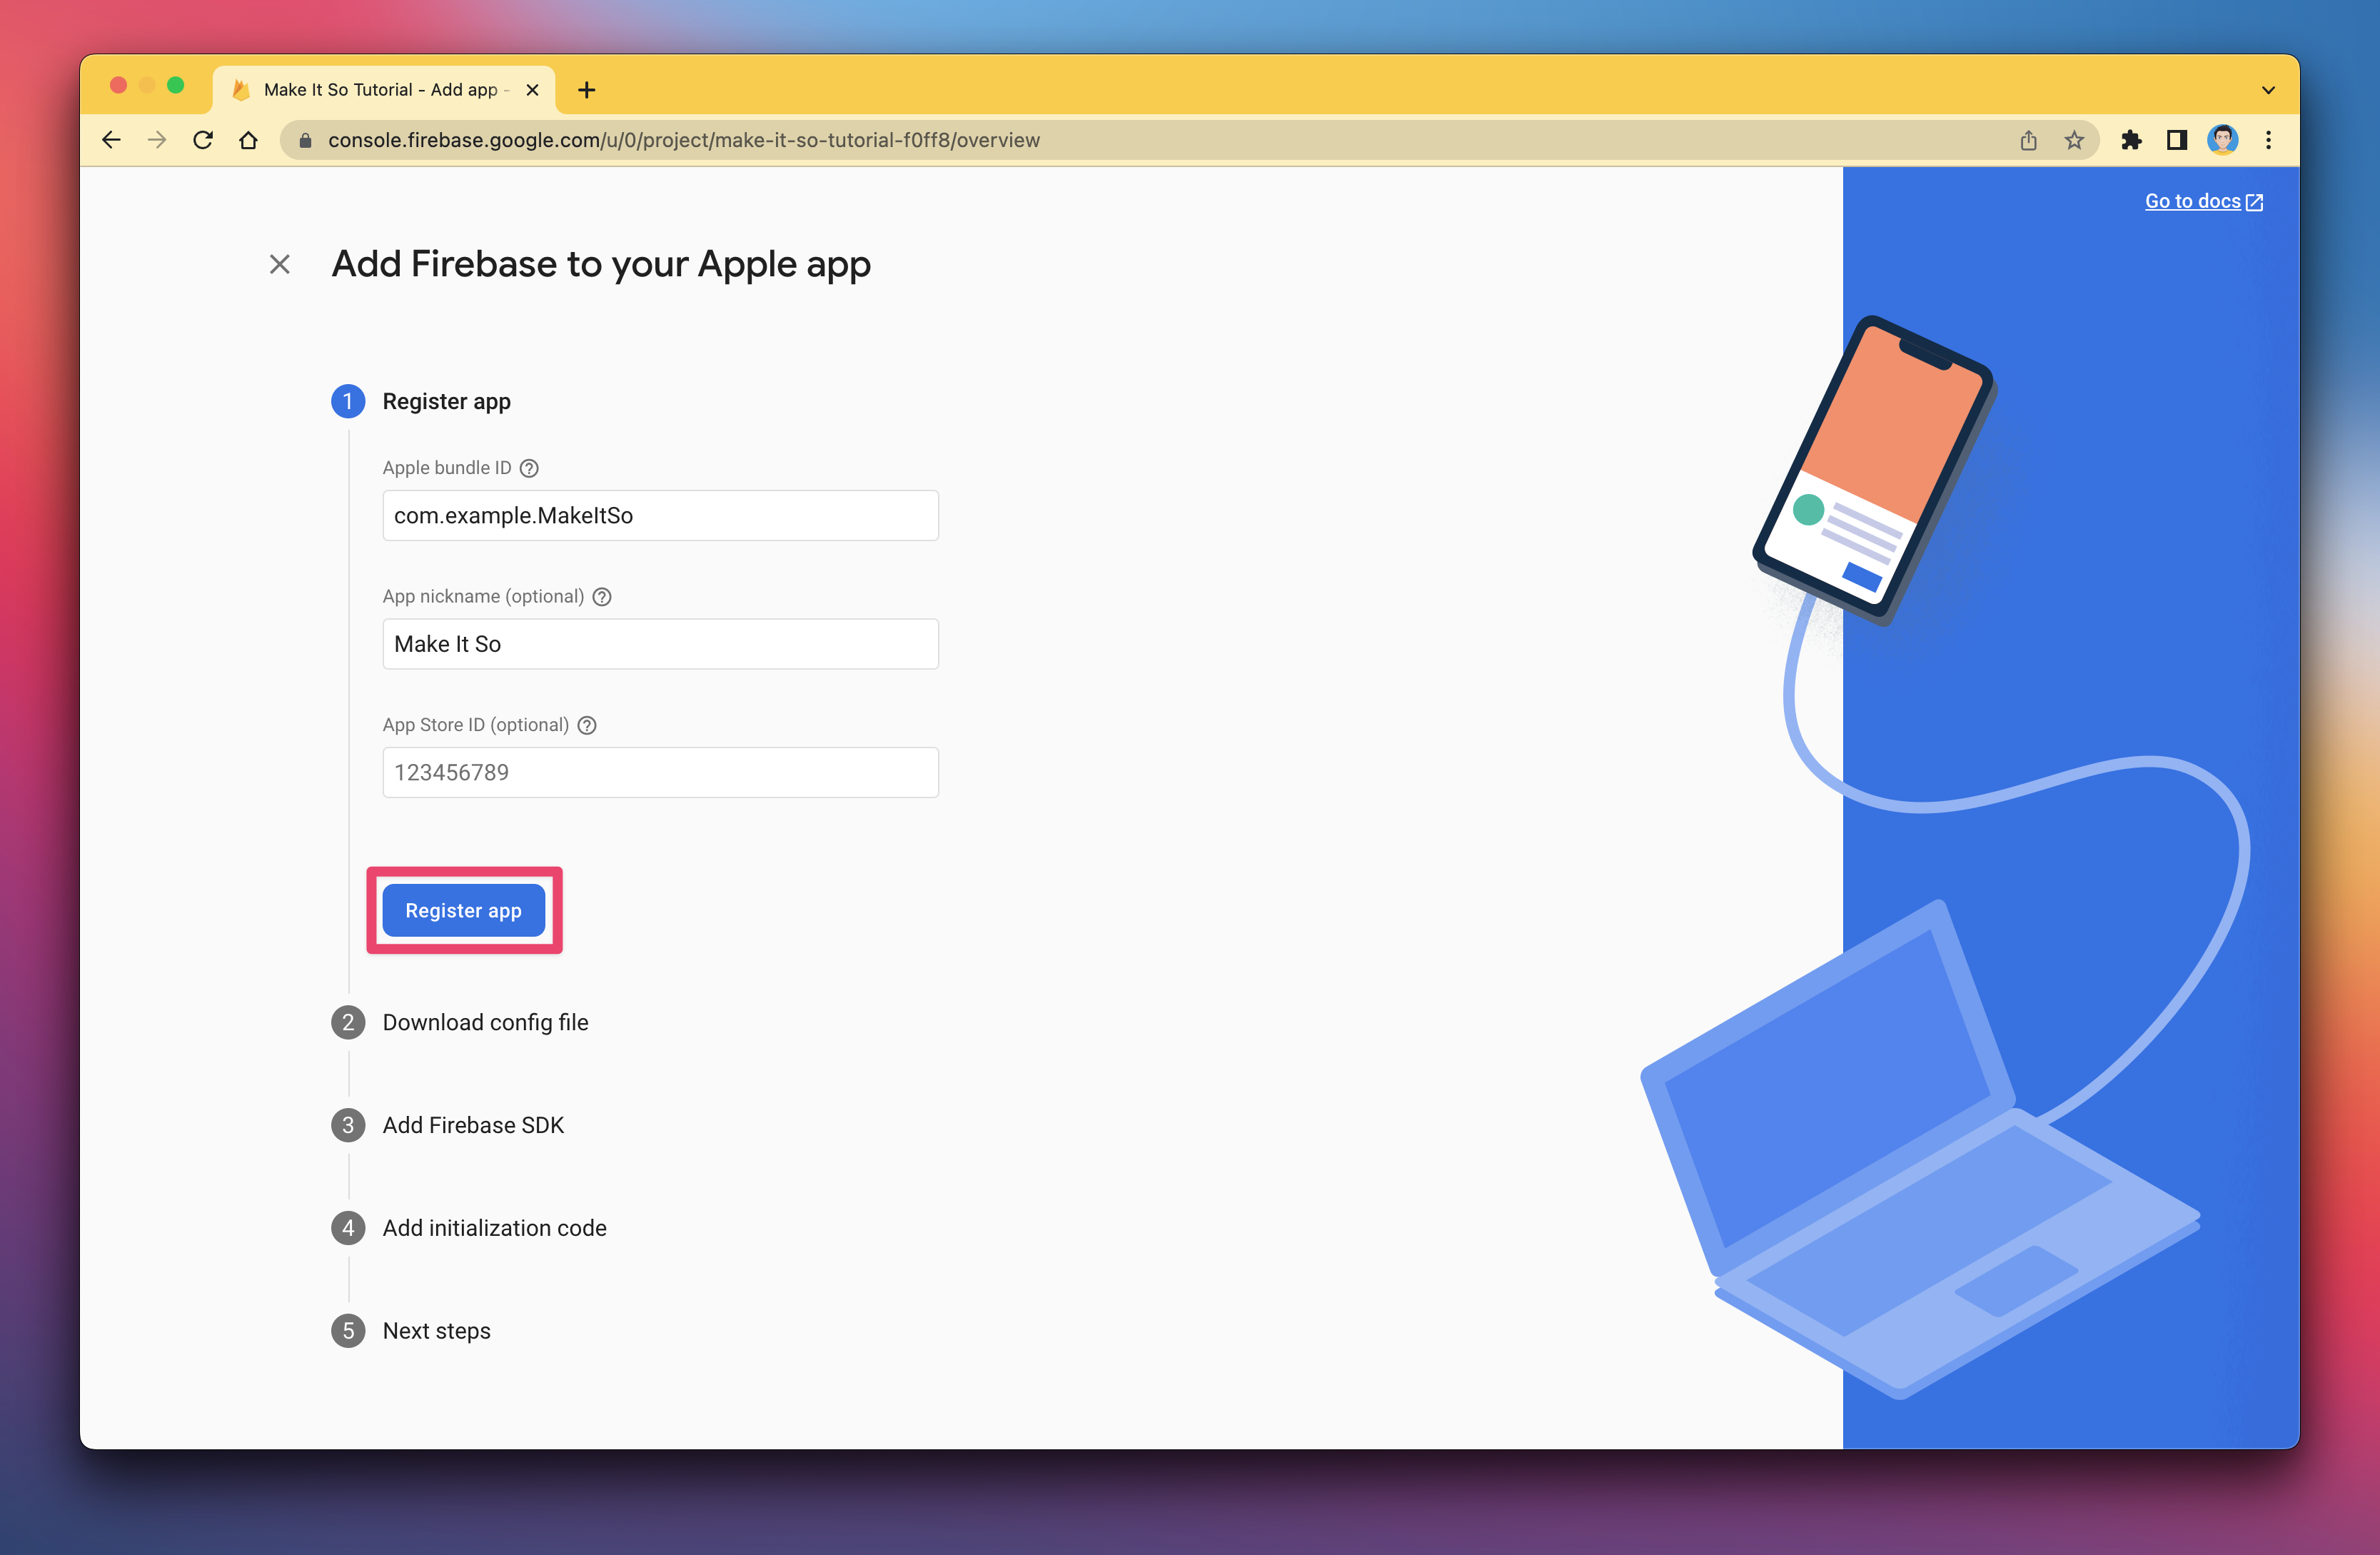 Make It So Tutorial - Add app -
console.firebase.google.com/u/0/project/make-it-so-tutorial-f0ff8/overview
Go to docs
Add Firebase to your Apple app
1 Register app
Apple bundle ID
com.example.MakeItSo
App nickname (optional)
Make It So
App Store ID (optional)
123456789
Register app
2 Download config file
3 Add Firebase SDK
4 Add initialization code
5 Next steps